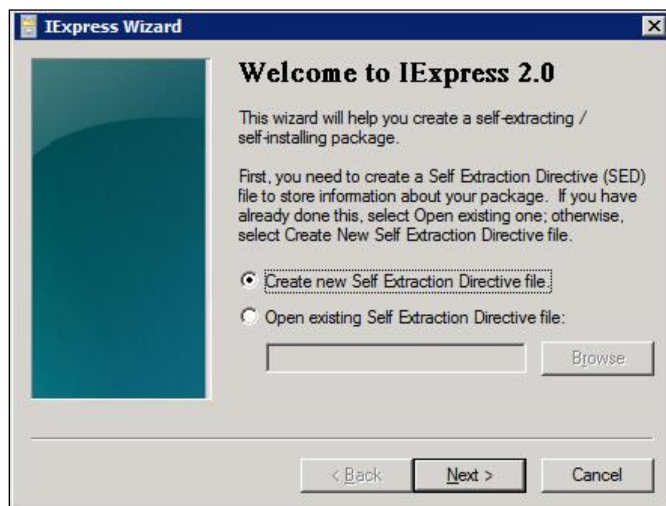 IExpress Wizard
Welcome to IExpress 2.0
This wizard will help you create a self-extracting /
self-installing package.
First, you need to create a Self Extraction Directive (SED)
file to store information about your package. If you have
already done this, select Open existing one; otherwise,
select Create New Self Extraction Directive file.
Create new Self Extraction Directive file.
Open existing Self Extraction Directive file:
Browse
< Back Next > Cancel